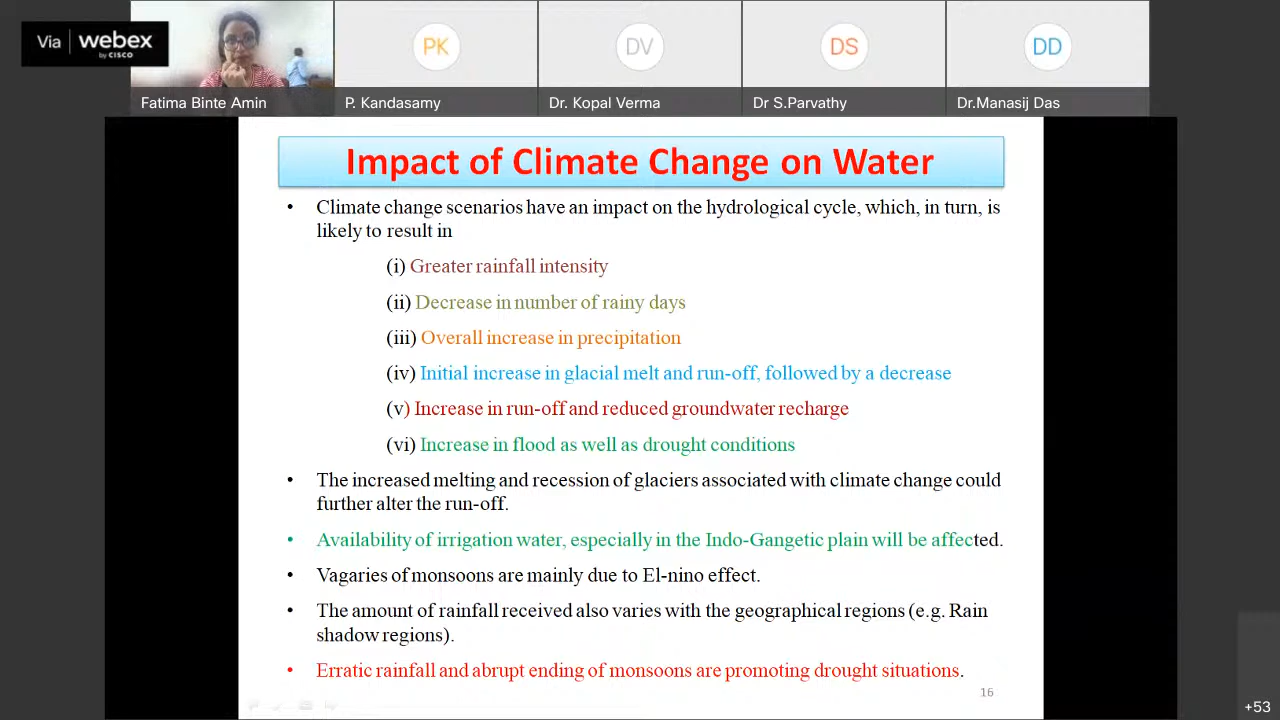 Via webex
by CISCO
PK
DV
DS
DD
Fatima Binte Amin
P. Kandasamy
Dr. Kopal Verma
Dr S.Parvathy
Dr.Manasij Das
Impact of Climate Change on Water
• Climate change scenarios have an impact on the hydrological cycle, which, in turn, is
likely to result in
(i) Greater rainfall intensity
(ii) Decrease in number of rainy days
(iii) Overall increase in precipitation
(iv) Initial increase in glacial melt and run-off, followed by a decrease
(v) Increase in run-off and reduced groundwater recharge
(vi) Increase in flood as well as drought conditions
• The increased melting and recession of glaciers associated with climate change could
further alter the run-off.
• Availability of irrigation water, especially in the Indo-Gangetic plain will be affected.
• Vagaries of monsoons are mainly due to El-nino effect.
• The amount of rainfall received also varies with the geographical regions (e.g. Rain
shadow regions).
• Erratic rainfall and abrupt ending of monsoons are promoting drought situations.
16
+53